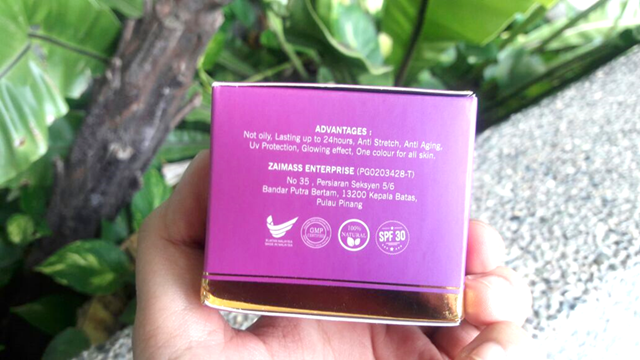 ADVANTAGES :
Not oily, Lasting up to 24hours, Anti Stretch, Anti Aging,
Uv Protection, Glowing effect, One colour for all skin,
ZAIMASS ENTERPRISE (PG0203428-T)
No 35 , Persiaran Seksyen 5/6
Bandar Putra Bertam, 13200 Kepala Batas,
Pulau Pinang
GMP
100%
NATURAL
SPF 30